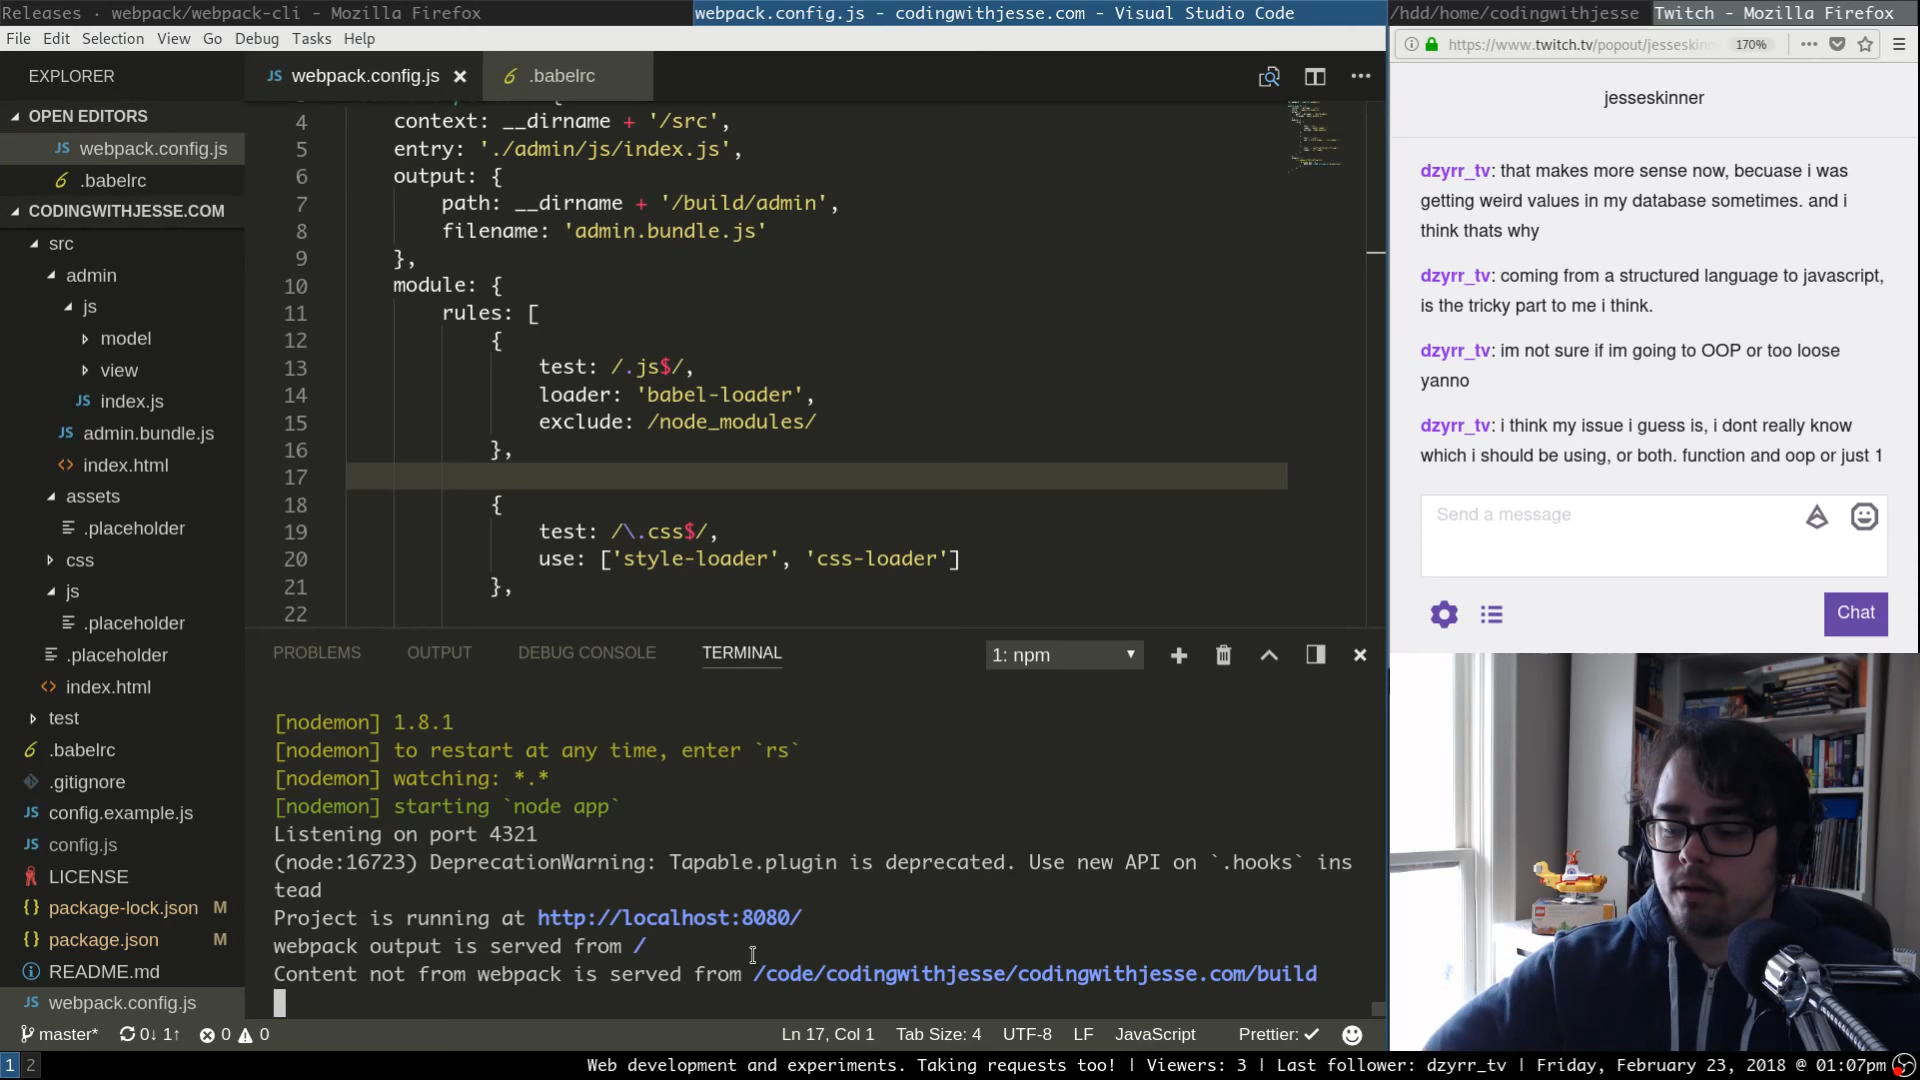 Releases · webpack/webpack-cli - Mozilla Firefox
webpack.config.js - codingwithjesse.com - Visual Studio Code
/hdd/home/codingwithjesse
Twitch - Mozilla Firefox
File Edit Selection View Go Debug Tasks Help
https://www.twitch.tv/popout/jesseskinn
170%
EXPLORER
webpack.config.js
.babelrc
OPEN EDITORS
webpack.config.js
.babelrc
CODINGWITHJESSE.COM
src
admin
js
model
view
index.js
admin.bundle.js
index.html
assets
.placeholder
css
js
.placeholder
.placeholder
index.html
test
.babelrc
.gitignore
config.example.js
config.js
LICENSE
package-lock.json M
package.json M
README.md
webpack.config.js
4 context: __dirname + '/src',
5 entry: './admin/js/index.js',
6 output: {
7 path: __dirname + '/build/admin',
8 filename: 'admin.bundle.js'
9 },
10 module: {
11 rules: [
12 {
13 test: /.js$/,
14 loader: 'babel-loader',
15 exclude: /node_modules/
16 },
17
18 {
19 test: /\.css$/,
20 use: ['style-loader', 'css-loader']
21 },
22
PROBLEMS OUTPUT DEBUG CONSOLE TERMINAL
1: npm
[nodemon] 1.8.1
[nodemon] to restart at any time, enter `rs`
[nodemon] watching: *.*
[nodemon] starting `node app`
Listening on port 4321
(node:16723) DeprecationWarning: Tapable.plugin is deprecated. Use new API on `.hooks` ins
tead
Project is running at http://localhost:8080/
webpack output is served from /
Content not from webpack is served from /code/codingwithjesse/codingwithjesse.com/build
jesseskinner
dzyrr_tv: that makes more sense now, becuase i was
getting weird values in my database sometimes. and i
think thats why
dzyrr_tv: coming from a structured language to javascript,
is the tricky part to me i think.
dzyrr_tv: im not sure if im going to OOP or too loose
yanno
dzyrr_tv: i think my issue i guess is, i dont really know
which i should be using, or both. function and oop or just 1
Send a message
Chat
master* 0↓ 1↑ 0 0
Ln 17, Col 1 Tab Size: 4 UTF-8 LF JavaScript Prettier: ✓
1 2
Web development and experiments. Taking requests too! | Viewers: 3 | Last follower: dzyrr_tv | Friday, February 23, 2018 @ 01:07pm